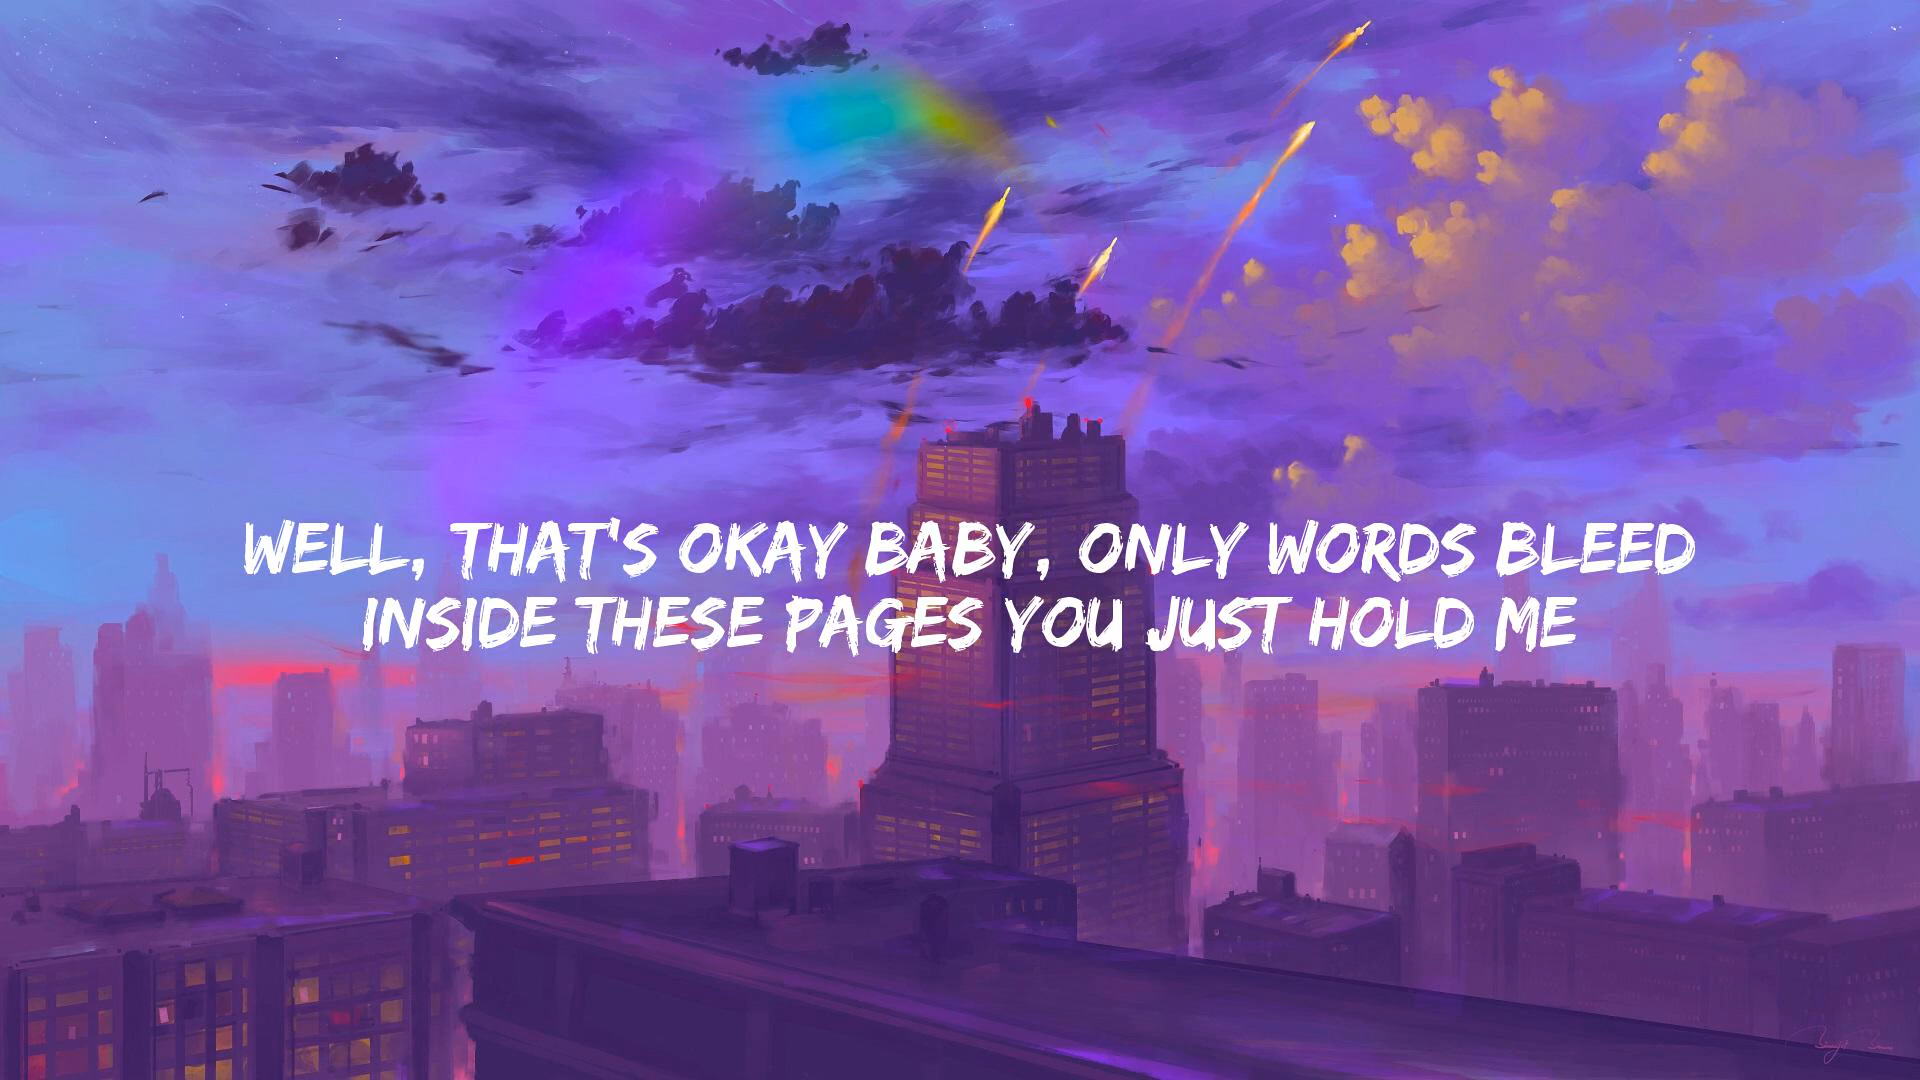 WELL, THAT'S OKAY BABY, ONLY WORDS BLEED
INSIDE THESE PAGES YOU JUST HOLD ME